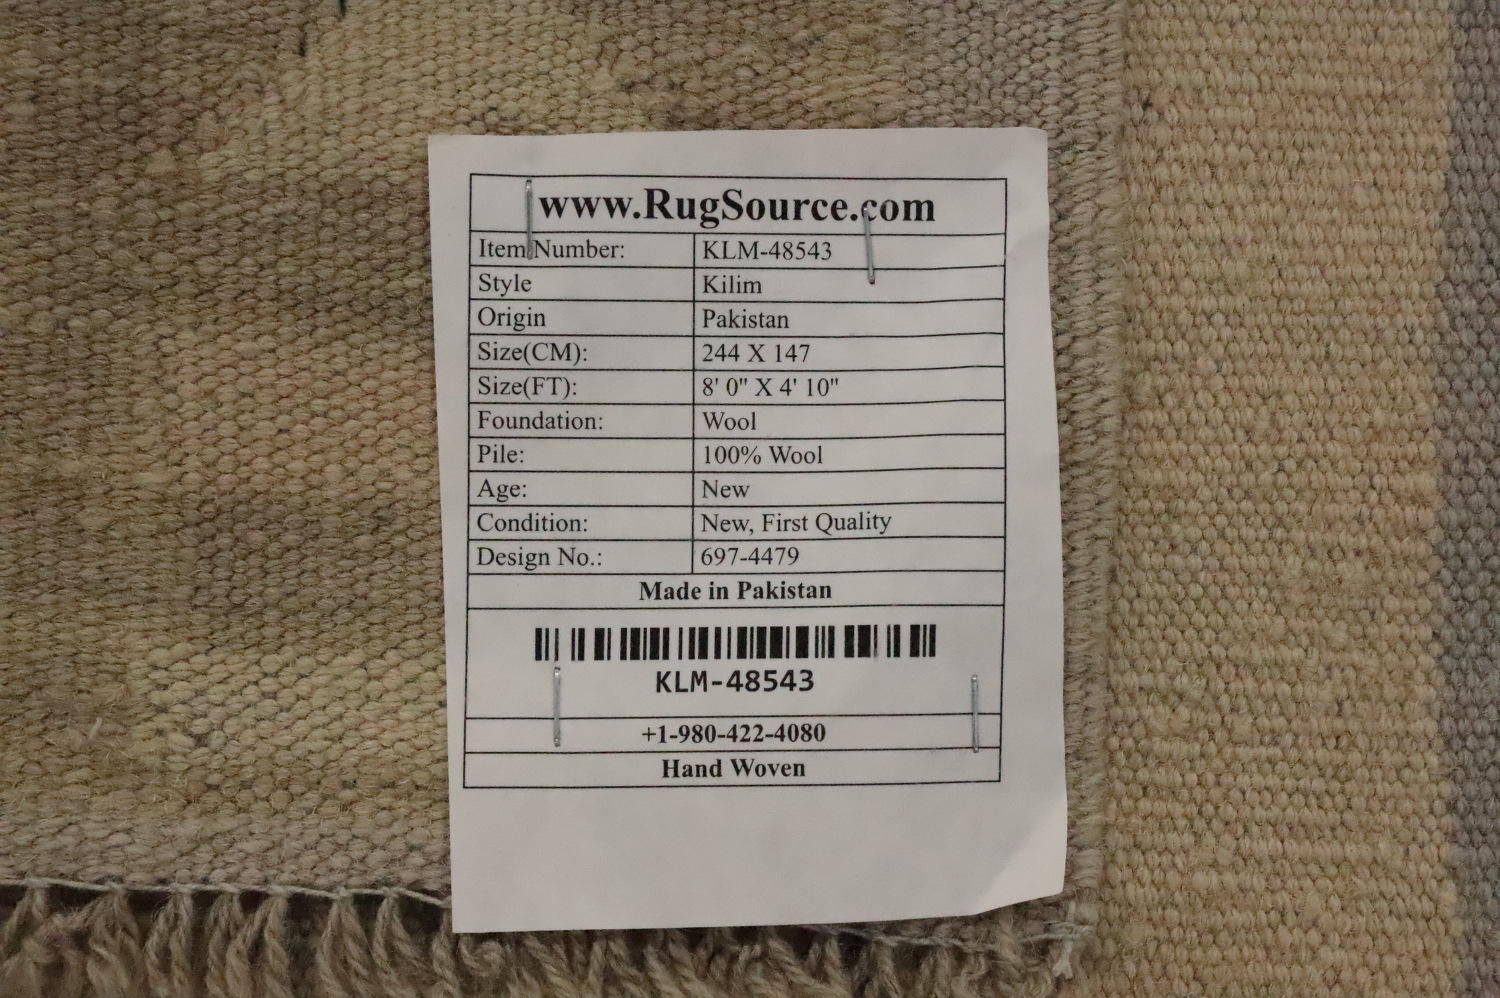 www.RugSource.com
Item Number: KLM-48543
Style Kilim
Origin Pakistan
Size(CM): 244 X 147
Size(FT): 8' 0" X 4' 10"
Foundation: Wool
Pile: 100% Wool
Age: New
Condition: New, First Quality
Design No.: 697-4479
Made in Pakistan
KLM-48543
+1-980-422-4080
Hand Woven